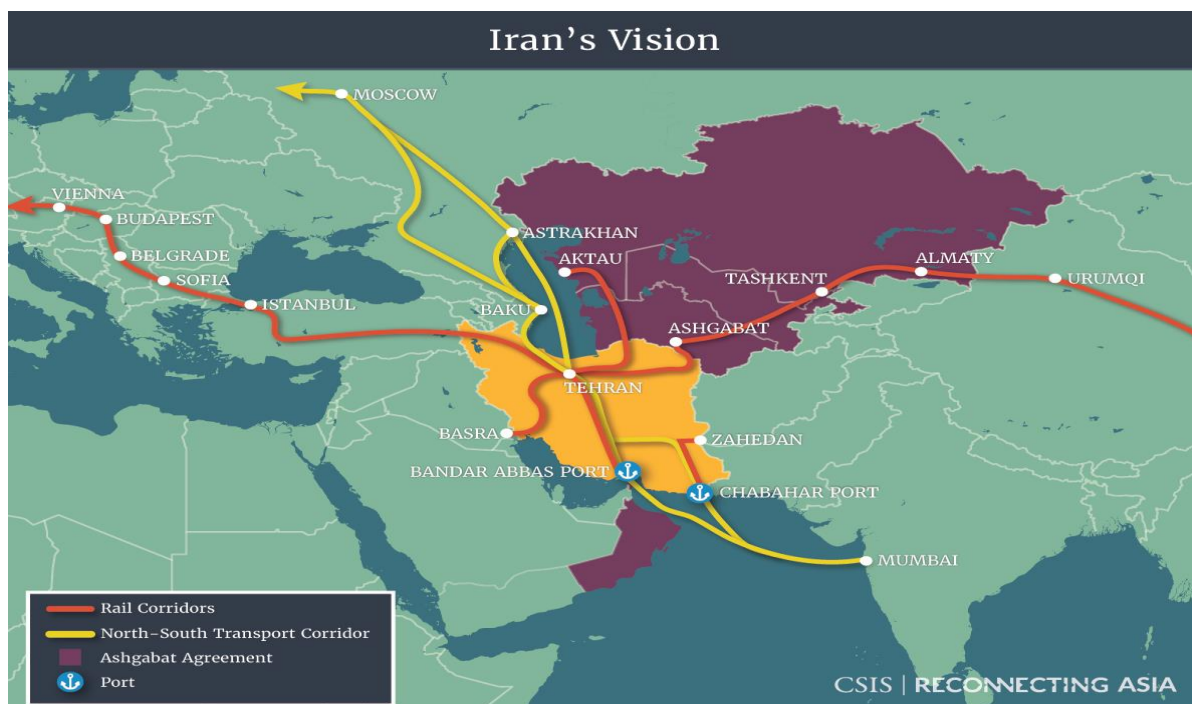 Iran's Vision
MOSCOW
VIENNA
BUDAPEST
ASTRAKHAN
BELGRADE
AKTAU
ALMATY
SOFIA
TASHKENT
URUMQI
ISTANBUL
BAKU
ASHGABAT
TEHRAN
BASRA
ZAHEDAN
BANDAR ABBAS PORT
CHABAHAR PORT
MUMBAI
Rail Corridors
North-South Transport Corridor
Ashgabat Agreement
Port
CSIS | RECONNECTING ASIA